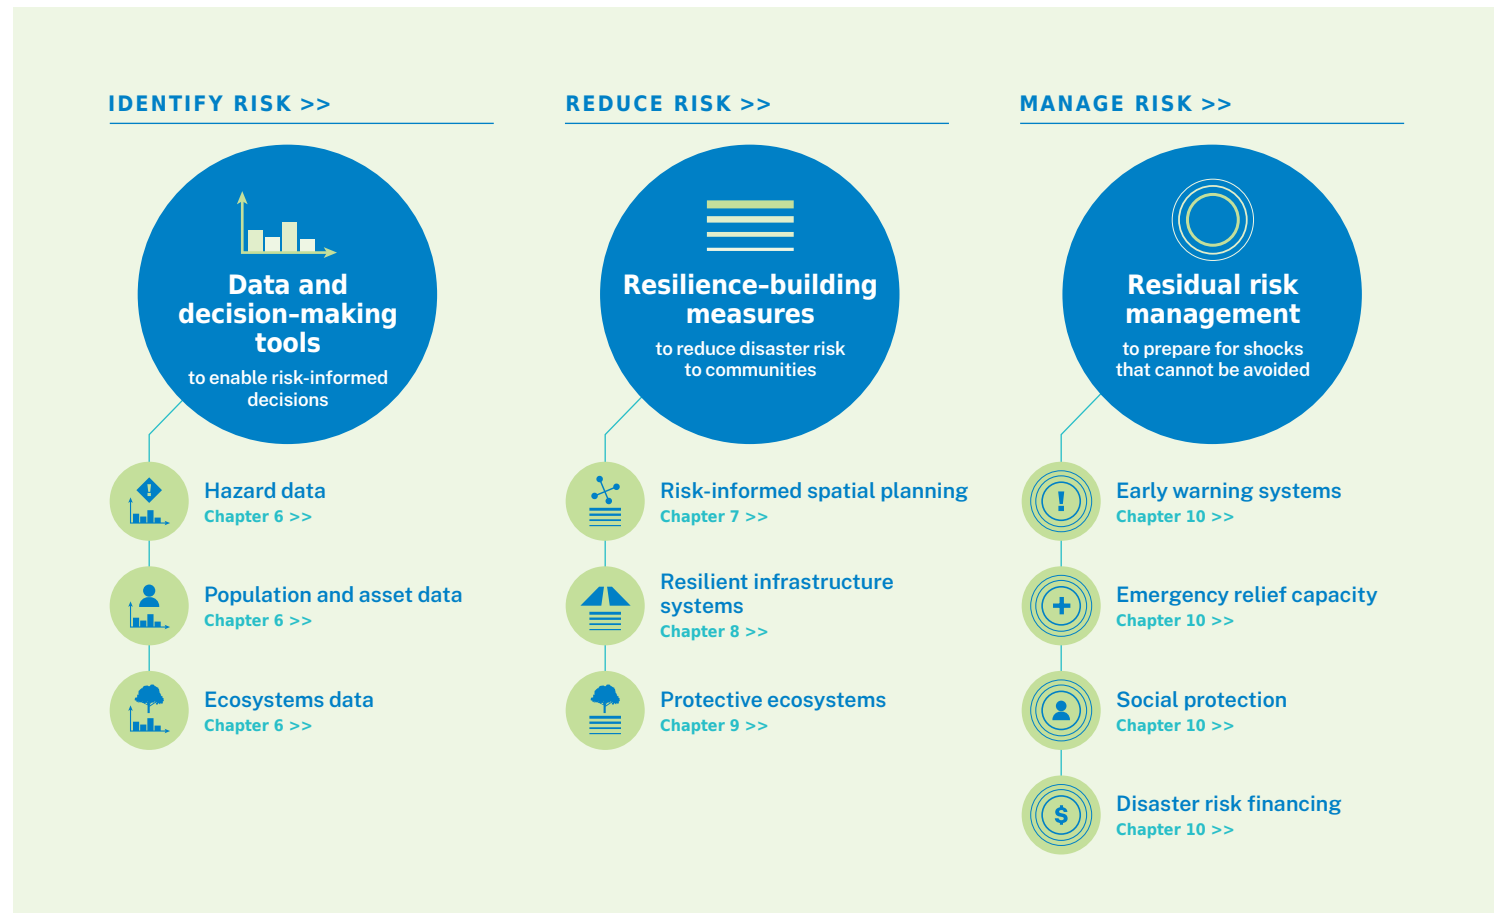 IDENTIFY RISK >>
Data and
decision–making
tools
to enable risk-informed
decisions
Hazard data
Chapter 6 >>
Population and asset data
Chapter 6 >>
Ecosystems data
Chapter 6 >>
REDUCE RISK >>
Resilience–building
measures
to reduce disaster risk
to communities
Risk-informed spatial planning
Chapter 7 >>
Resilient infrastructure
systems
Chapter 8 >>
Protective ecosystems
Chapter 9 >>
MANAGE RISK >>
Residual risk
management
to prepare for shocks
that cannot be avoided
Early warning systems
Chapter 10 >>
Emergency relief capacity
Chapter 10 >>
Social protection
Chapter 10 >>
Disaster risk financing
Chapter 10 >>